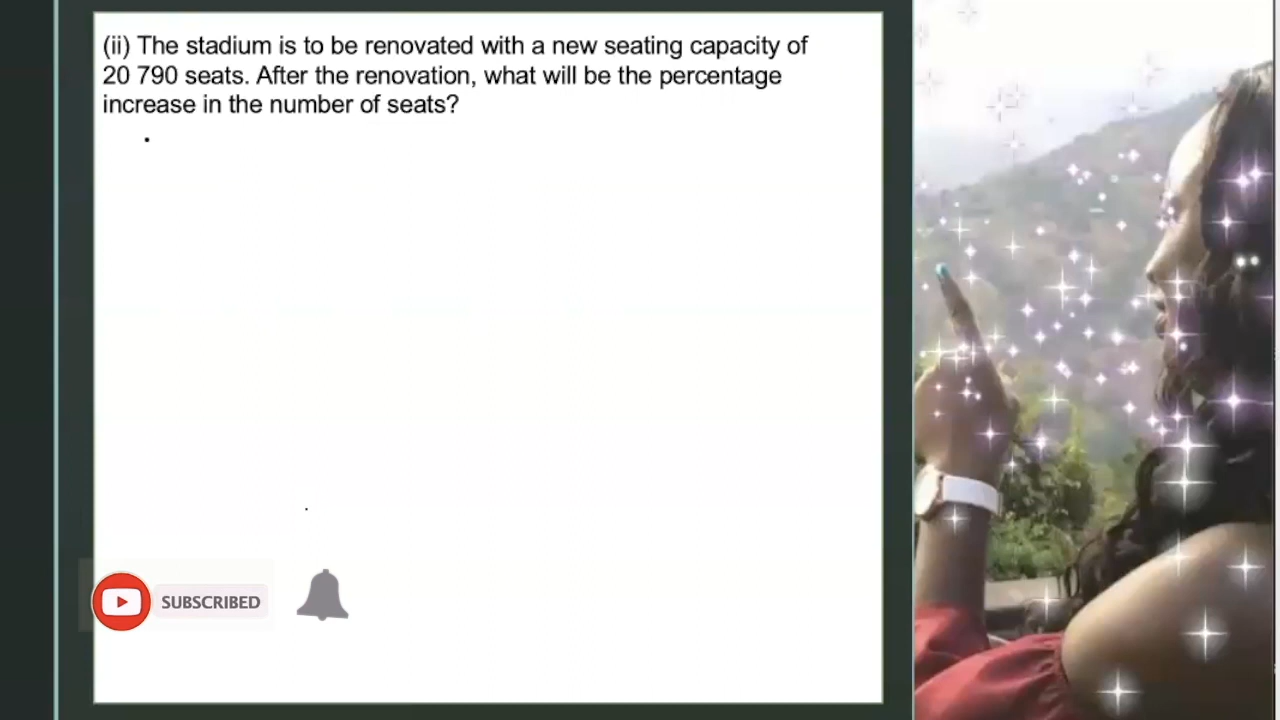 (ii) The stadium is to be renovated with a new seating capacity of
20 790 seats. After the renovation, what will be the percentage
increase in the number of seats?
SUBSCRIBED